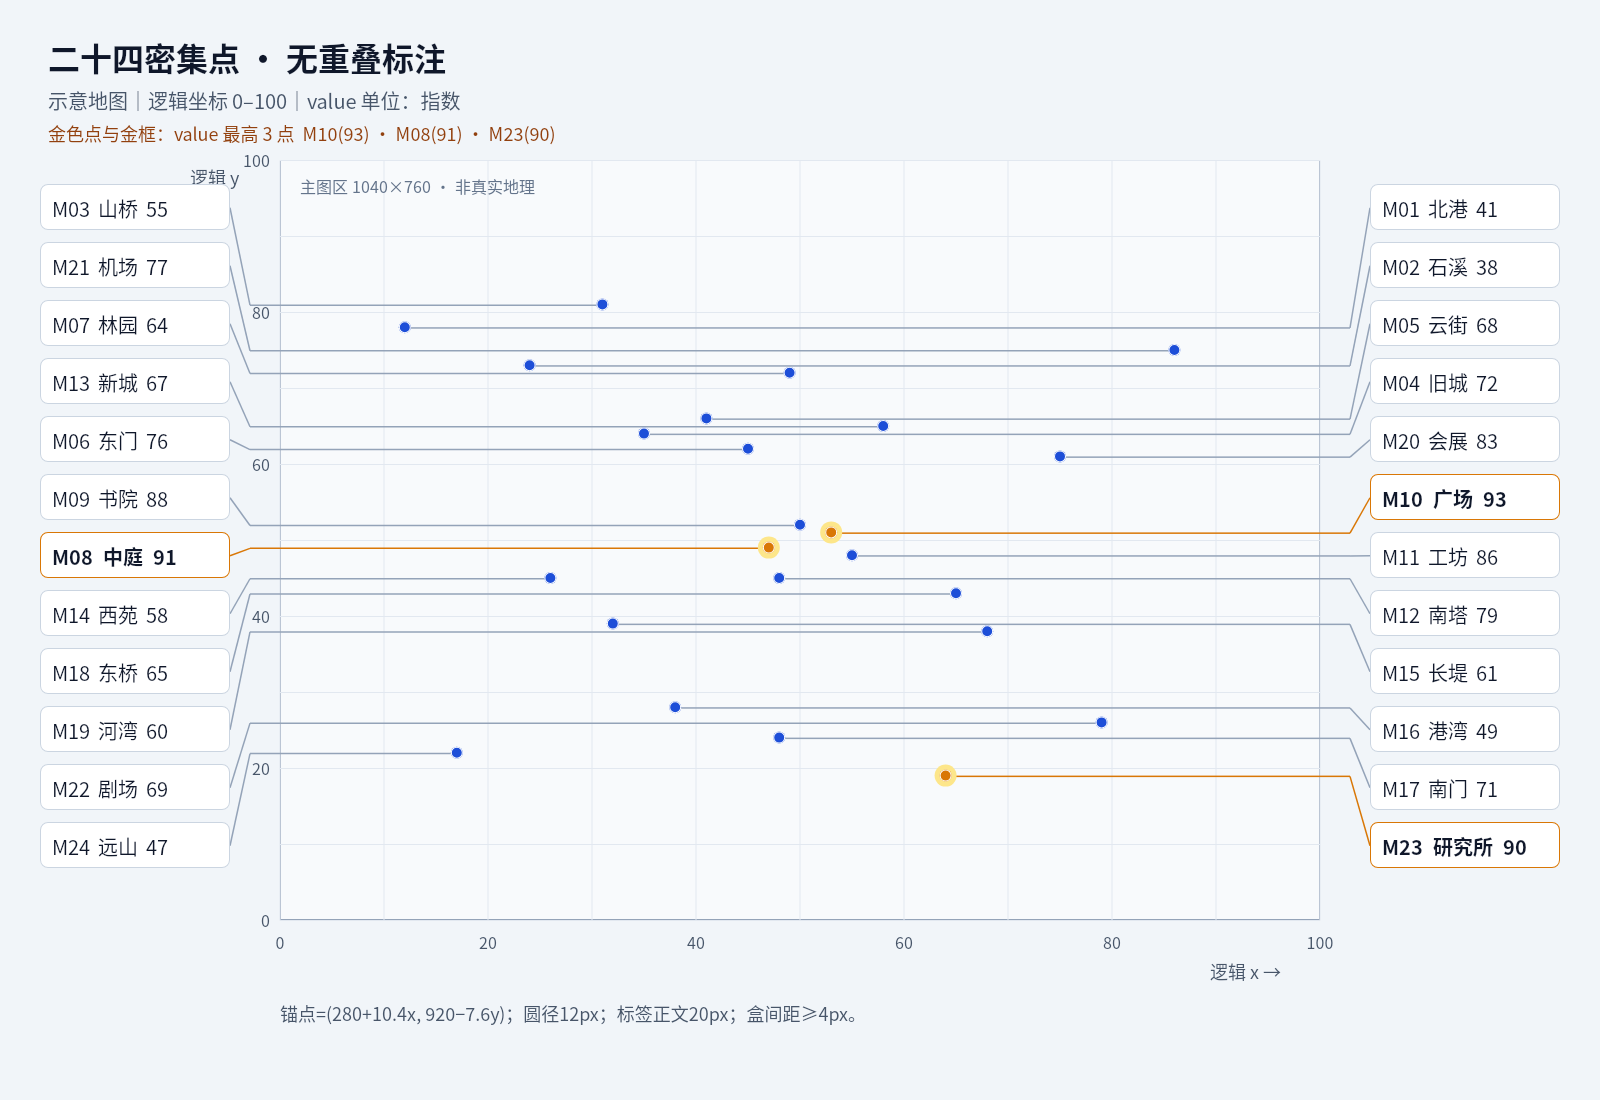 二十四密集点 · 无重叠标注
示意地图｜逻辑坐标 0–100｜value 单位：指数
金色点与金框：value 最高 3 点 M10(93) · M08(91) · M23(90)
逻辑 y
主图区 1040×760 · 非真实地理
M03 山桥 55
M21 机场 77
M07 林园 64
M13 新城 67
M06 东门 76
M09 书院 88
M08 中庭 91
M14 西苑 58
M18 东桥 65
M19 河湾 60
M22 剧场 69
M24 远山 47
100
80
60
40
20
0
M01 北港 41
M02 石溪 38
M05 云街 68
M04 旧城 72
M20 会展 83
M10 广场 93
M11 工坊 86
M12 南塔 79
M15 长堤 61
M16 港湾 49
M17 南门 71
M23 研究所 90
0 20 40 60 80 100
逻辑 x →
锚点=(280+10.4x, 920−7.6y)；圆径12px；标签正文20px；盒间距≥4px。